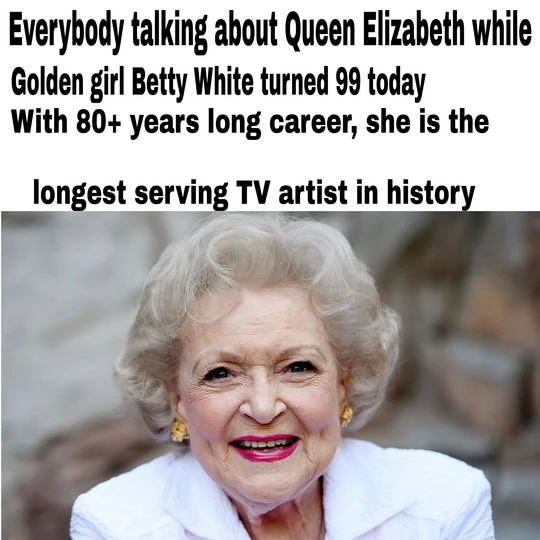 Everybody talking about Queen Elizabeth while
Golden girl Betty White turned 99 today
With 80+ years long career, she is the
longest serving TV artist in history